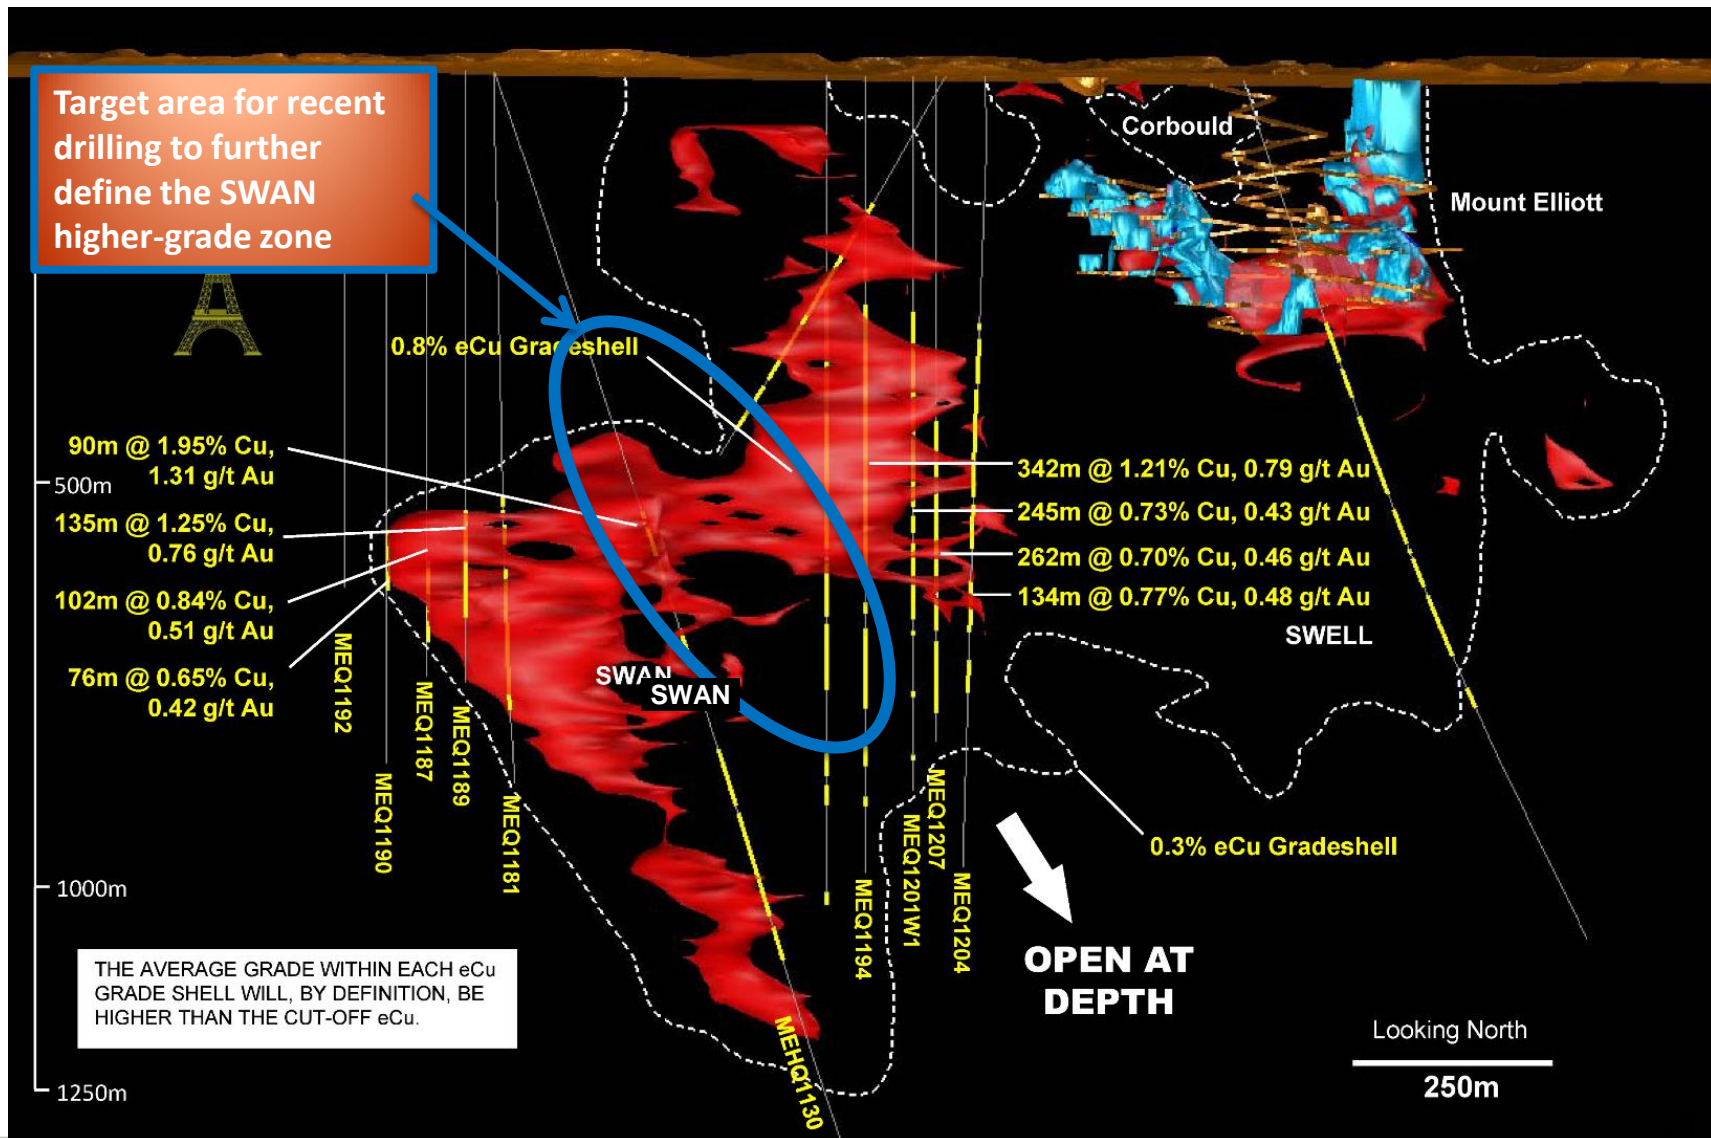 Target area for recent
drilling to further
define the SWAN
higher-grade zone
Corbould
Mount Elliott
0.8% eCu Gradeshell
90m @ 1.95% Cu,
1.31 g/t Au
500m
135m @ 1.25% Cu,
0.76 g/t Au
102m @ 0.84% Cu,
0.51 g/t Au
76m @ 0.65% Cu,
0.42 g/t Au
342m @ 1.21% Cu, 0.79 g/t Au
245m @ 0.73% Cu, 0.43 g/t Au
262m @ 0.70% Cu, 0.46 g/t Au
134m @ 0.77% Cu, 0.48 g/t Au
SWELL
SWAN
SWAN
MEQ1192
MEQ1190
MEQ1187
MEQ1189
MEQ1181
MEHQ1130
MEQ1194
MEQ1201W1
MEQ1207
MEQ1204
0.3% eCu Gradeshell
1000m
OPEN AT
DEPTH
THE AVERAGE GRADE WITHIN EACH eCu
GRADE SHELL WILL, BY DEFINITION, BE
HIGHER THAN THE CUT-OFF eCu.
Looking North
250m
1250m